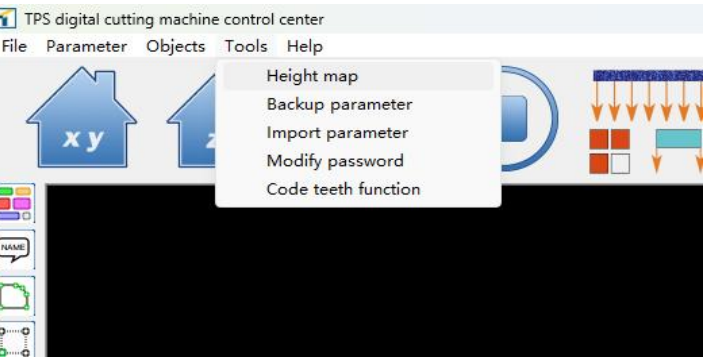 TPS digital cutting machine control center
File Parameter Objects Tools Help
Height map
Backup parameter
Import parameter
Modify password
Code teeth function
x y
z
NAME